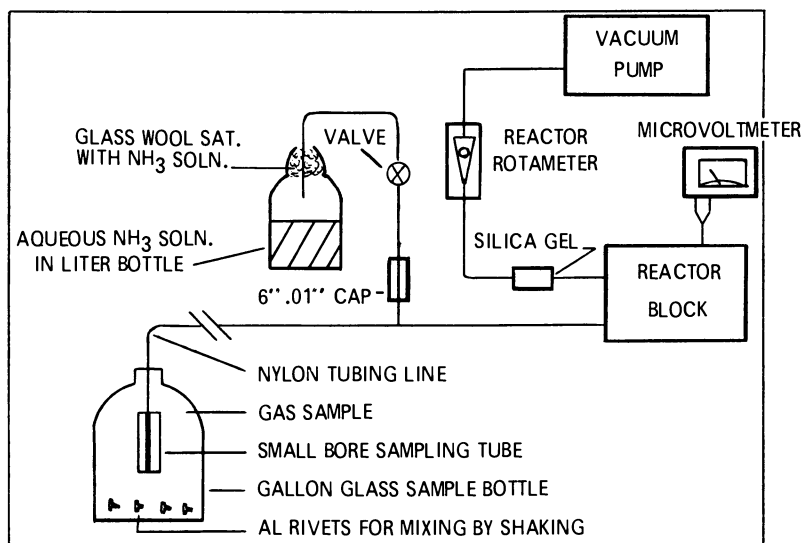 VACUUM
PUMP
MICROVOLTMETER
GLASS WOOL SAT.
WITH NH3 SOLN.
VALVE
REACTOR
ROTAMETER
AQUEOUS NH3 SOLN.
IN LITER BOTTLE
SILICA GEL
REACTOR
BLOCK
6" .01" CAP
NYLON TUBING LINE
GAS SAMPLE
SMALL BORE SAMPLING TUBE
GALLON GLASS SAMPLE BOTTLE
AL RIVETS FOR MIXING BY SHAKING